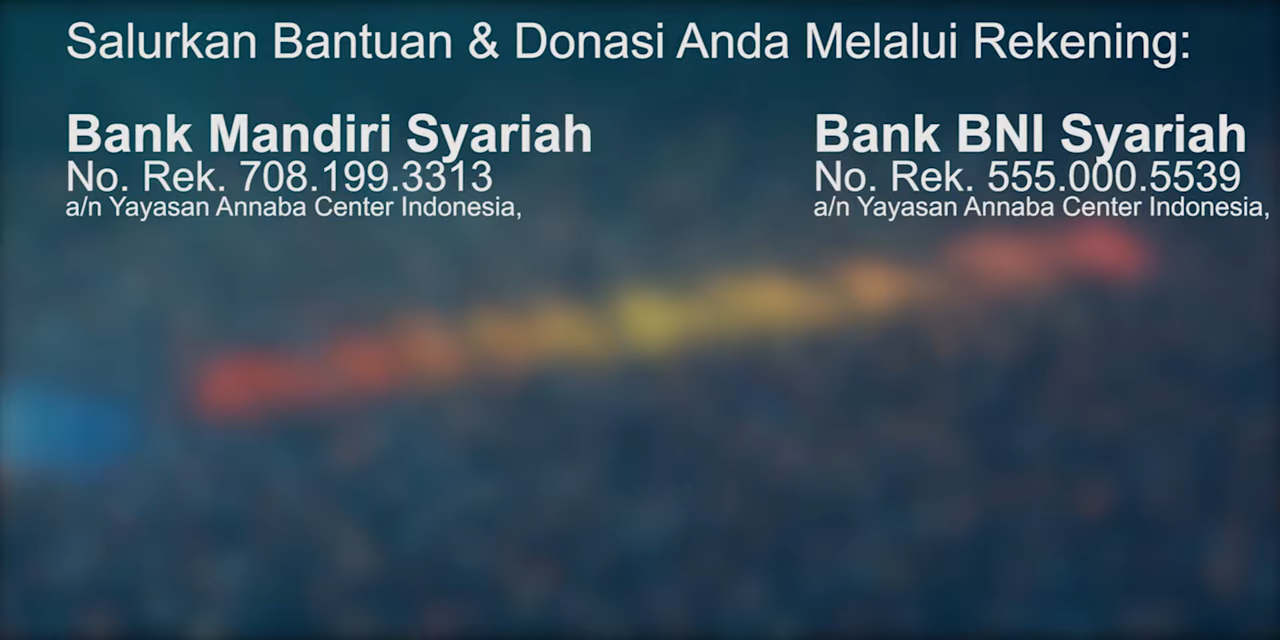 Salurkan Bantuan & Donasi Anda Melalui Rekening:
Bank Mandiri Syariah
No. Rek. 708.199.3313
a/n Yayasan Annaba Center Indonesia,
Bank BNI Syariah
No. Rek. 555.000.5539
a/n Yayasan Annaba Center Indonesia,